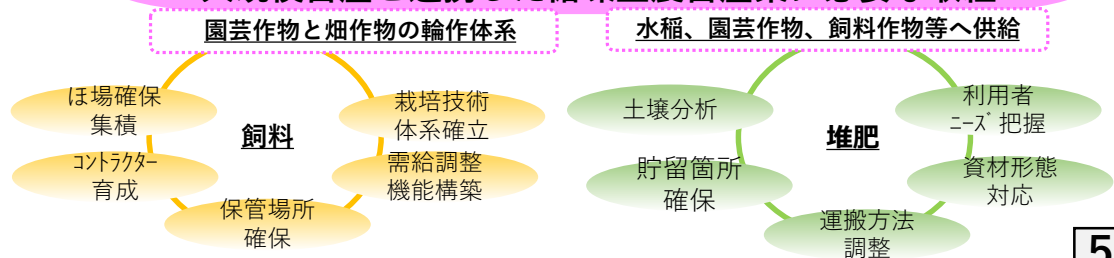 園芸作物と畑作物の輪作体系
水稲、園芸作物、飼料作物等へ供給
ほ場確保
集積
栽培技術
体系確立
飼料
ｺﾝﾄﾗｸﾀｰ
育成
需給調整
機能構築
保管場所
確保
土壌分析
利用者
ﾆｰｽﾞ把握
堆肥
貯留箇所
確保
資材形態
対応
運搬方法
調整
5